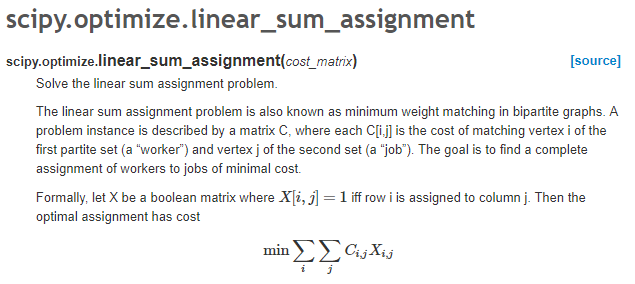 scipy.optimize.linear_sum_assignment
scipy.optimize.linear_sum_assignment(cost_matrix) [source]
Solve the linear sum assignment problem.
The linear sum assignment problem is also known as minimum weight matching in bipartite graphs. A
problem instance is described by a matrix C, where each C[i,j] is the cost of matching vertex i of the
first partite set (a “worker”) and vertex j of the second set (a “job”). The goal is to find a complete
assignment of workers to jobs of minimal cost.
Formally, let X be a boolean matrix where X[i, j] = 1 iff row i is assigned to column j. Then the
optimal assignment has cost
min ∑_i ∑_j C_{i,j} X_{i,j}